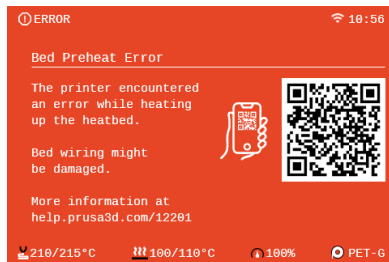 ERROR 10:56
Bed Preheat Error
The printer encountered
an error while heating
up the heatbed.
Bed wiring might
be damaged.
More information at
help.prusa3d.com/12201
210/215°C 100/110°C 100% PET-G